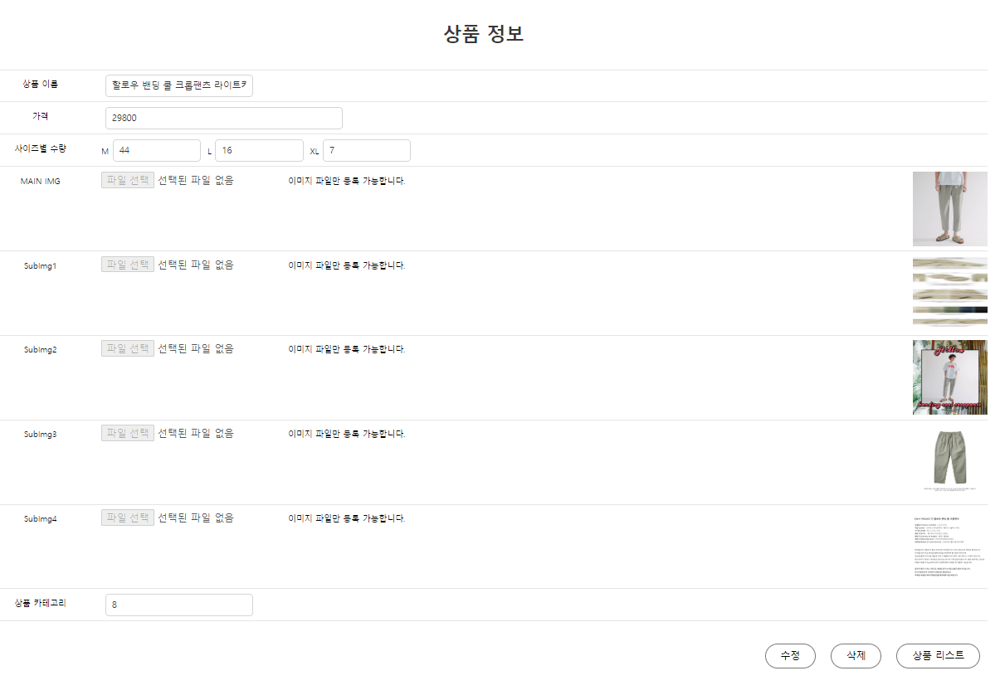 상품 정보
상품 이름 할로우 밴딩 쿨 크롭팬츠 라이트카
가격 29800
사이즈별 수량 M 44 L 16 XL 7
MAIN IMG 파일 선택 선택된 파일 없음 이미지 파일만 등록 가능합니다.
SubImg1 파일 선택 선택된 파일 없음 이미지 파일만 등록 가능합니다.
SubImg2 파일 선택 선택된 파일 없음 이미지 파일만 등록 가능합니다.
Hollow
banding cool croppants
SubImg3 파일 선택 선택된 파일 없음 이미지 파일만 등록 가능합니다.
SubImg4 파일 선택 선택된 파일 없음 이미지 파일만 등록 가능합니다.
상품 카테고리 8
수정 삭제 상품 리스트